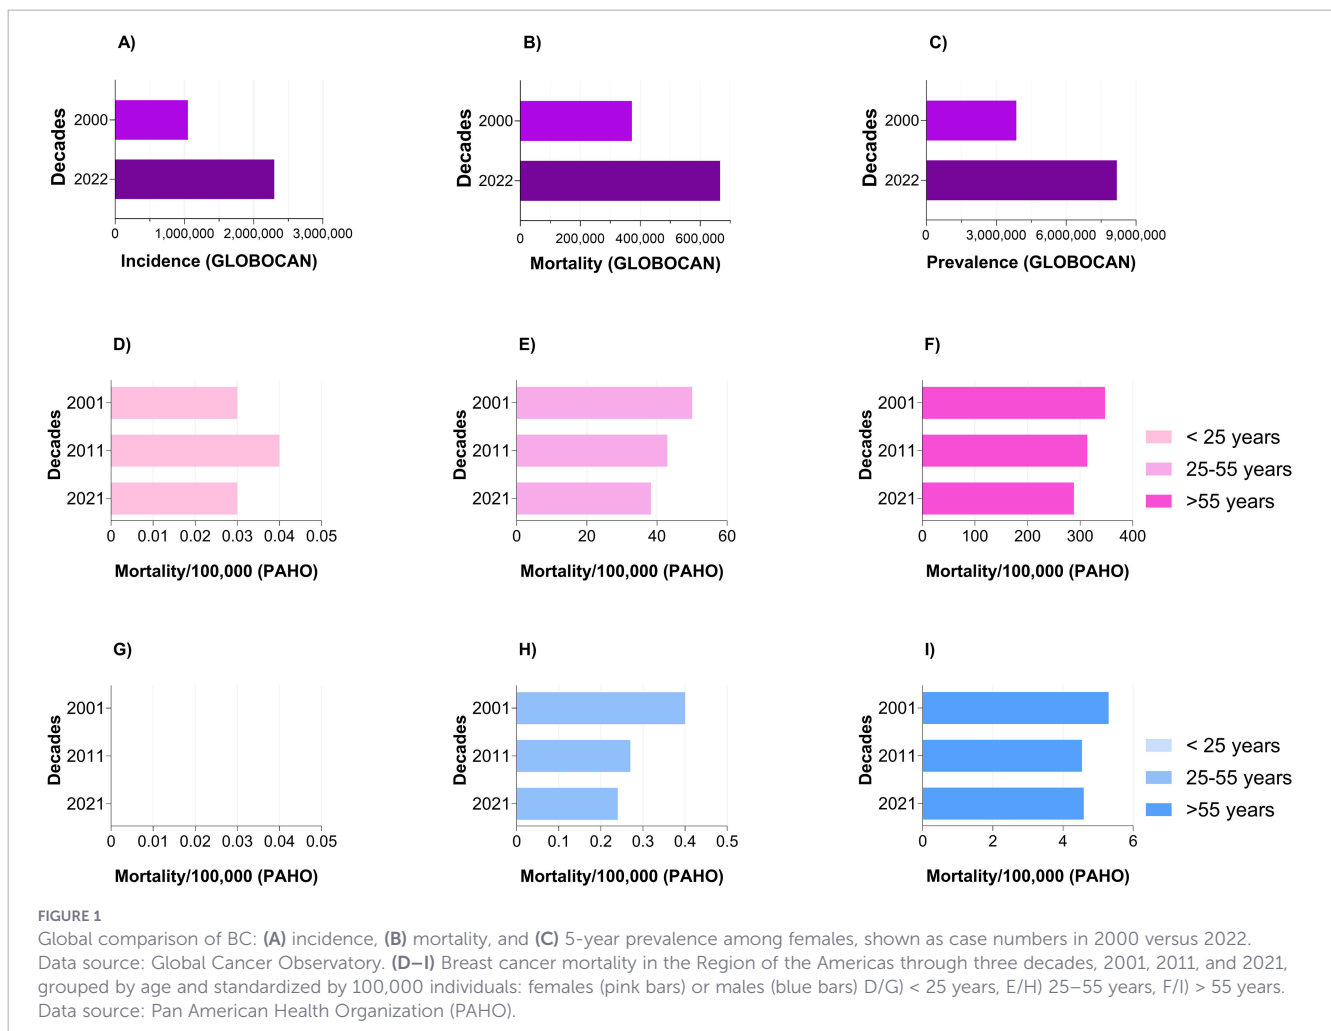 A)
B)
C)
Decades
2000
2022
0
1,000,000
2,000,000
3,000,000
Incidence (GLOBOCAN)
Decades
2000
2022
0
200,000
400,000
600,000
Mortality (GLOBOCAN)
Decades
2000
2022
0
3,000,000
6,000,000
9,000,000
Prevalence (GLOBOCAN)
D)
E)
F)
Decades
2001
2011
2021
0
0.01
0.02
0.03
0.04
0.05
Mortality/100,000 (PAHO)
Decades
2001
2011
2021
0
20
40
60
Mortality/100,000 (PAHO)
Decades
2001
2011
2021
0
100
200
300
400
Mortality/100,000 (PAHO)
< 25 years
25-55 years
>55 years
G)
H)
I)
Decades
2001
2011
2021
0
0.01
0.02
0.03
0.04
0.05
Mortality/100,000 (PAHO)
Decades
2001
2011
2021
0
0.1
0.2
0.3
0.4
0.5
Mortality/100,000 (PAHO)
Decades
2001
2011
2021
0
2
4
6
Mortality/100,000 (PAHO)
< 25 years
25-55 years
>55 years
FIGURE 1
Global comparison of BC: (A) incidence, (B) mortality, and (C) 5-year prevalence among females, shown as case numbers in 2000 versus 2022.
Data source: Global Cancer Observatory. (D–I) Breast cancer mortality in the Region of the Americas through three decades, 2001, 2011, and 2021,
grouped by age and standardized by 100,000 individuals: females (pink bars) or males (blue bars) D/G) < 25 years, E/H) 25–55 years, F/I) > 55 years.
Data source: Pan American Health Organization (PAHO).